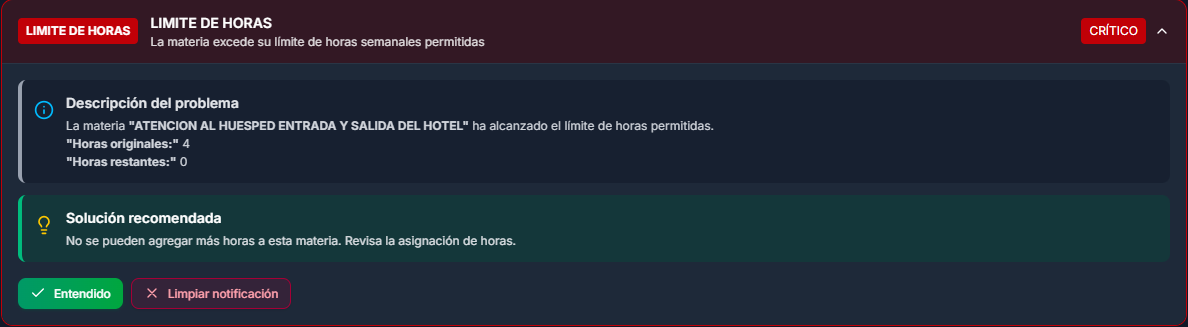 LIMITE DE HORAS
LIMITE DE HORAS
La materia excede su límite de horas semanales permitidas
CRÍTICO
Descripción del problema
La materia "ATENCION AL HUESPED ENTRADA Y SALIDA DEL HOTEL" ha alcanzado el límite de horas permitidas.
"Horas originales:" 4
"Horas restantes:" 0
Solución recomendada
No se pueden agregar más horas a esta materia. Revisa la asignación de horas.
Entendido
Limpiar notificación